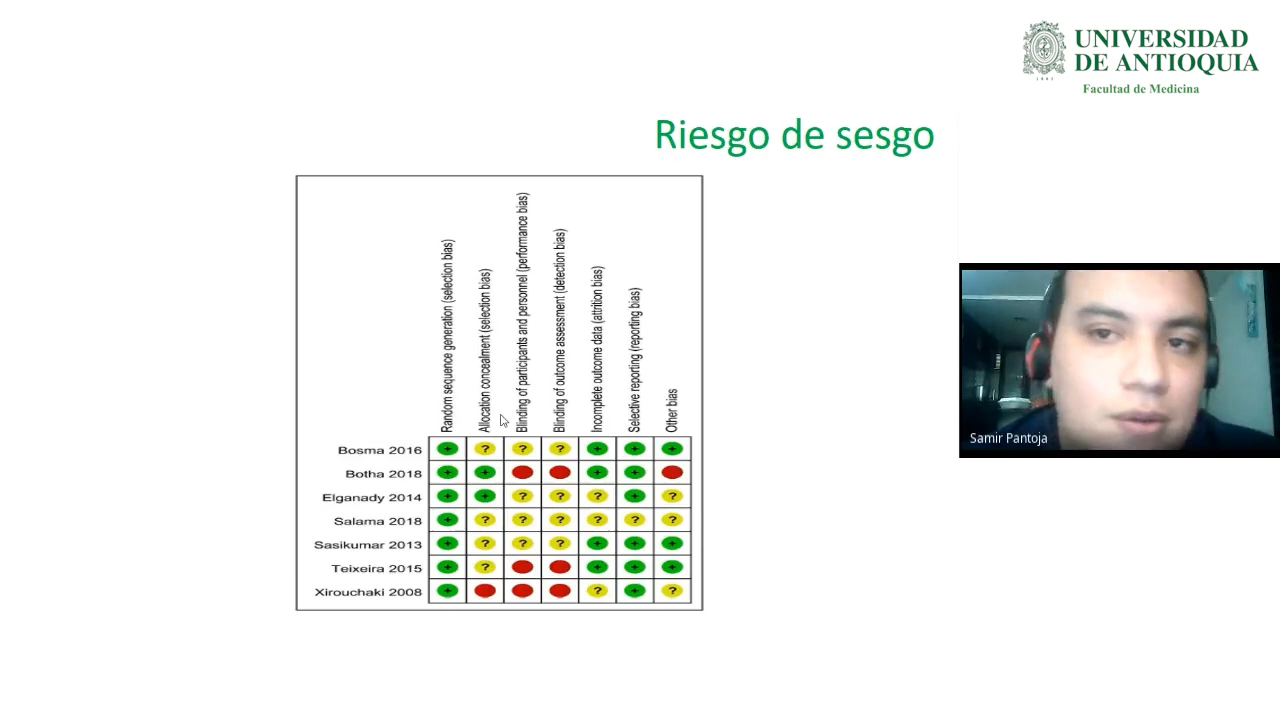 UNIVERSIDAD
DE ANTIOQUIA
1803
Facultad de Medicina
Riesgo de sesgo
Random sequence generation (selection bias)
Allocation concealment (selection bias)
Blinding of participants and personnel (performance bias)
Blinding of outcome assessment (detection bias)
Incomplete outcome data (attrition bias)
Selective reporting (reporting bias)
Other bias
Bosma 2016 + ? ? ? + + +
Botha 2018 + + + +
Elganady 2014 + + ? ? ? + ?
Salama 2018 + ? ? ? ? ? ?
Sasikumar 2013 + ? ? ? + + +
Teixeira 2015 + ? + + +
Xirouchaki 2008 + ? + ?
Samir Pantoja